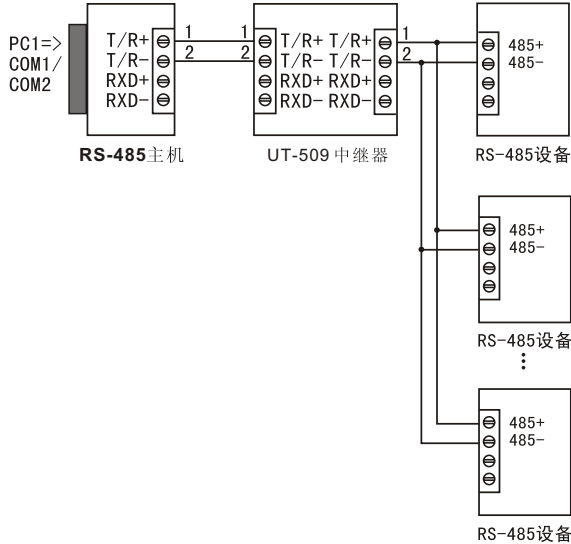 PC1=>
COM1/
COM2
T/R+ 1 1 T/R+ T/R+ 1
T/R- 2 2 T/R- T/R- 2
RXD+ RXD+ RXD+
RXD- RXD- RXD-
RS-485主机
UT-509 中继器
485+
485-
RS-485设备
485+
485-
RS-485设备
485+
485-
RS-485设备